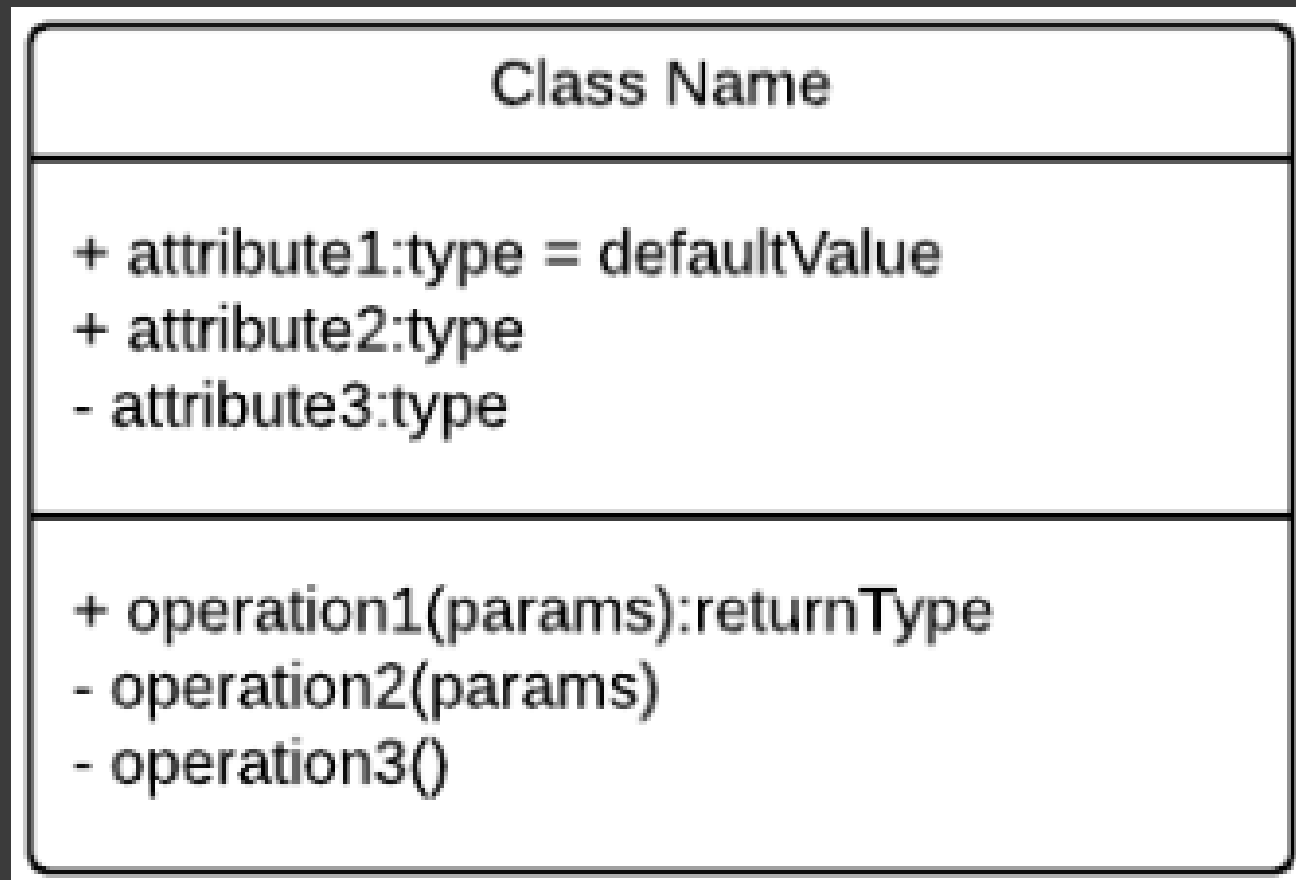 Class Name
+ attribute1:type = defaultValue
+ attribute2:type
- attribute3:type
+ operation1(params):returnType
- operation2(params)
- operation3()